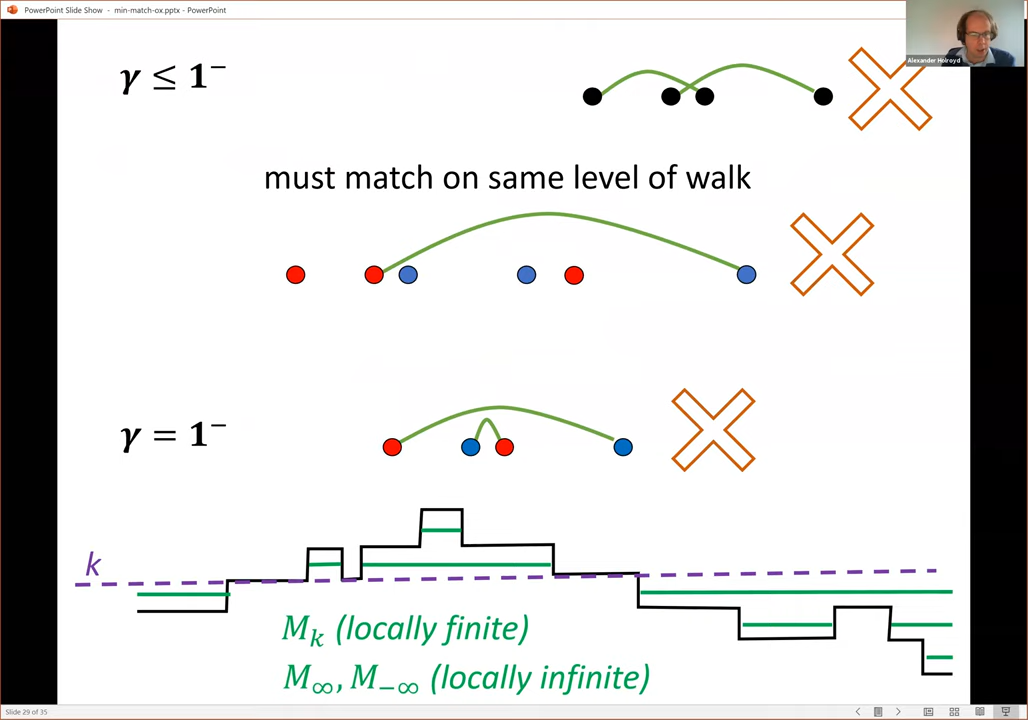 PowerPoint Slide Show - min-match-ox.pptx - PowerPoint
Alexander Holroyd
γ ≤ 1⁻
must match on same level of walk
γ = 1⁻
k
M_k (locally finite)
M_∞, M_{-∞} (locally infinite)
Slide 29 of 35